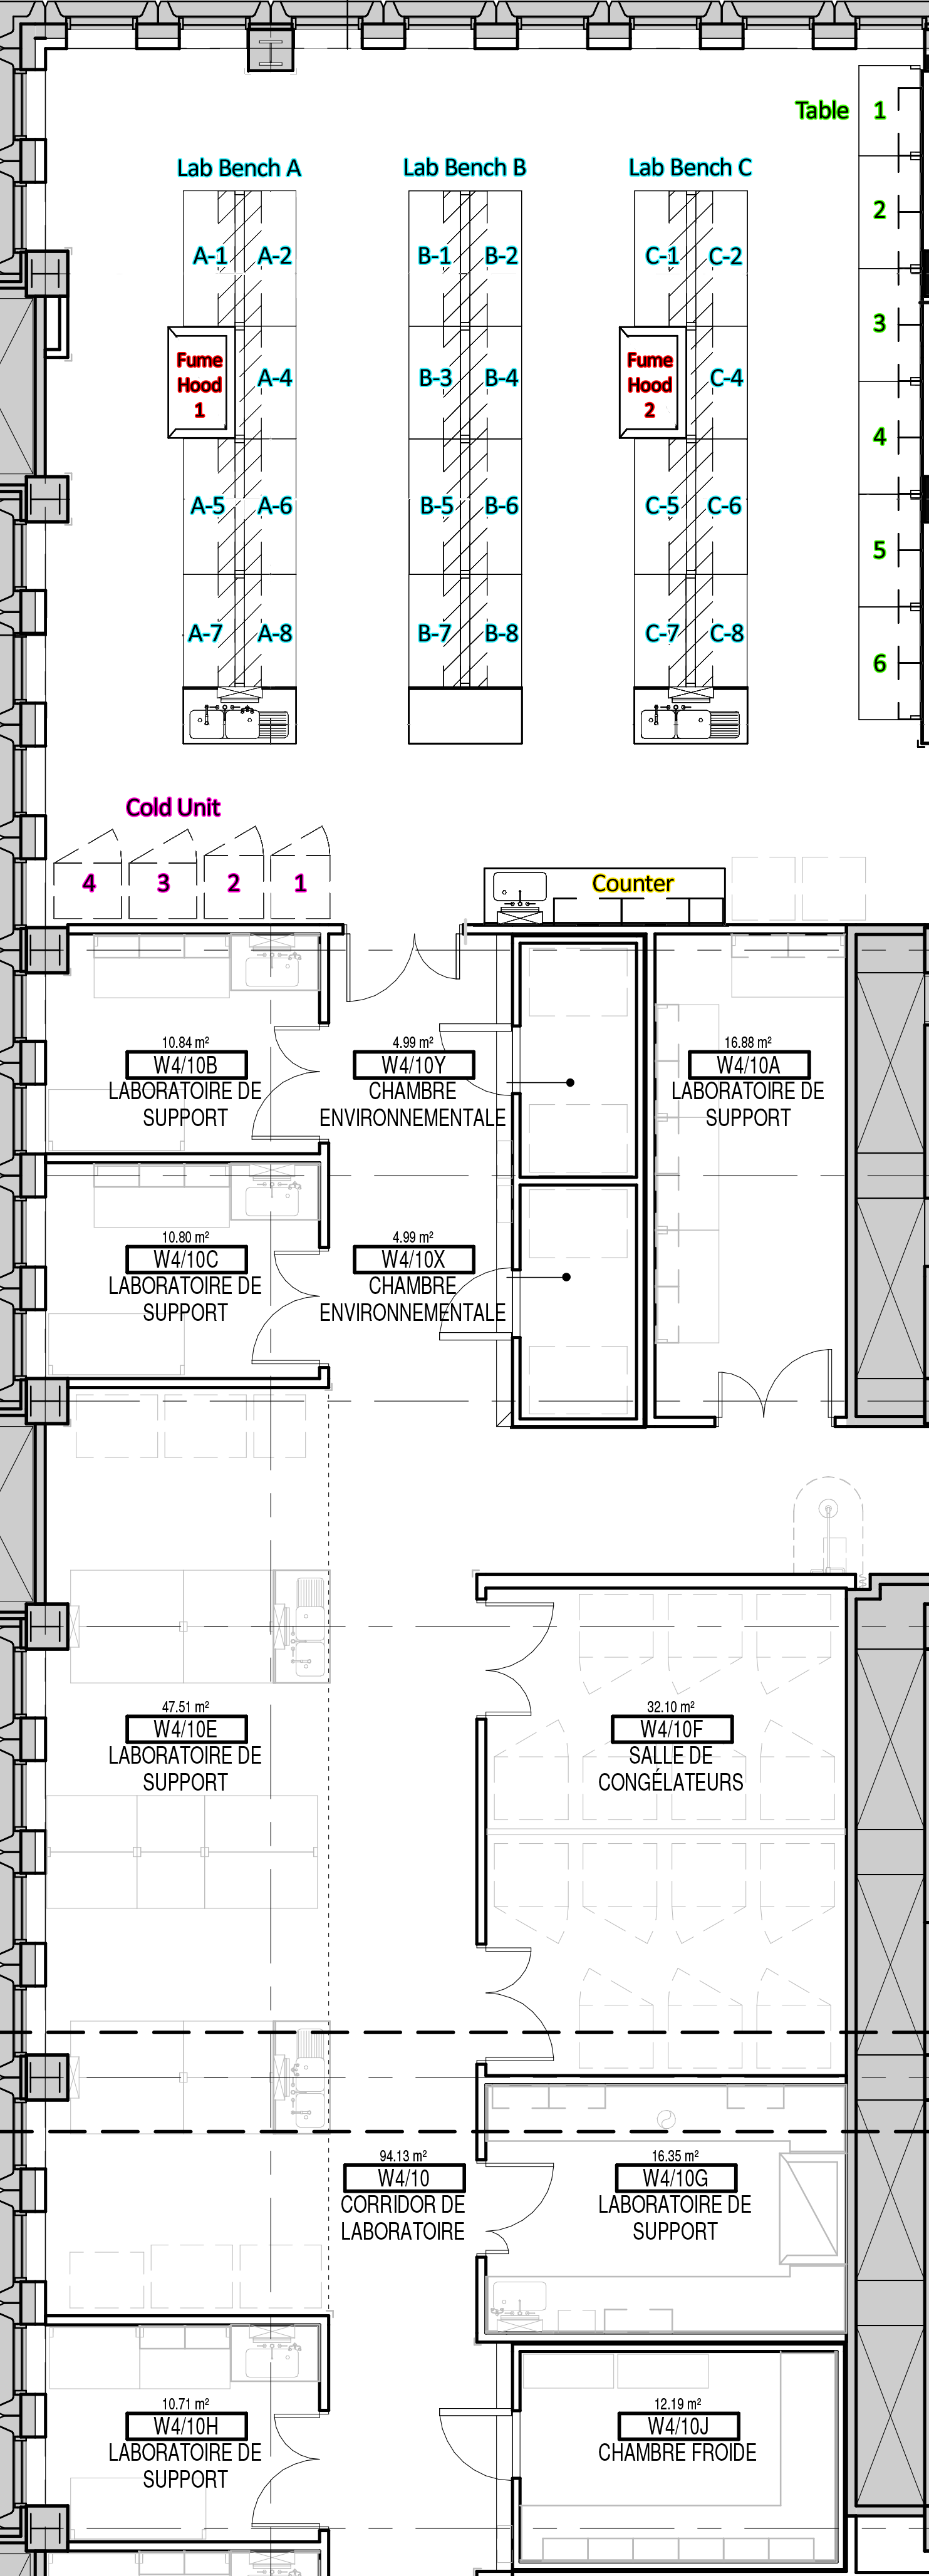 Table 1
Lab Bench A
Lab Bench B
Lab Bench C
2
A-1
A-2
B-1
B-2
C-1
C-2
3
Fume
Hood
1
A-4
B-3
B-4
Fume
Hood
2
C-4
4
A-5
A-6
B-5
B-6
C-5
C-6
5
A-7
A-8
B-7
B-8
C-7
C-8
6
Cold Unit
4
3
2
1
Counter
10.84 m²
W4/10B
LABORATOIRE DE
SUPPORT
4.99 m²
W4/10Y
CHAMBRE
ENVIRONNEMENTALE
16.88 m²
W4/10A
LABORATOIRE DE
SUPPORT
10.80 m²
W4/10C
LABORATOIRE DE
SUPPORT
4.99 m²
W4/10X
CHAMBRE
ENVIRONNEMENTALE
47.51 m²
W4/10E
LABORATOIRE DE
SUPPORT
32.10 m²
W4/10F
SALLE DE
CONGÉLATEURS
94.13 m²
W4/10
CORRIDOR DE
LABORATOIRE
16.35 m²
W4/10G
LABORATOIRE DE
SUPPORT
10.71 m²
W4/10H
LABORATOIRE DE
SUPPORT
12.19 m²
W4/10J
CHAMBRE FROIDE